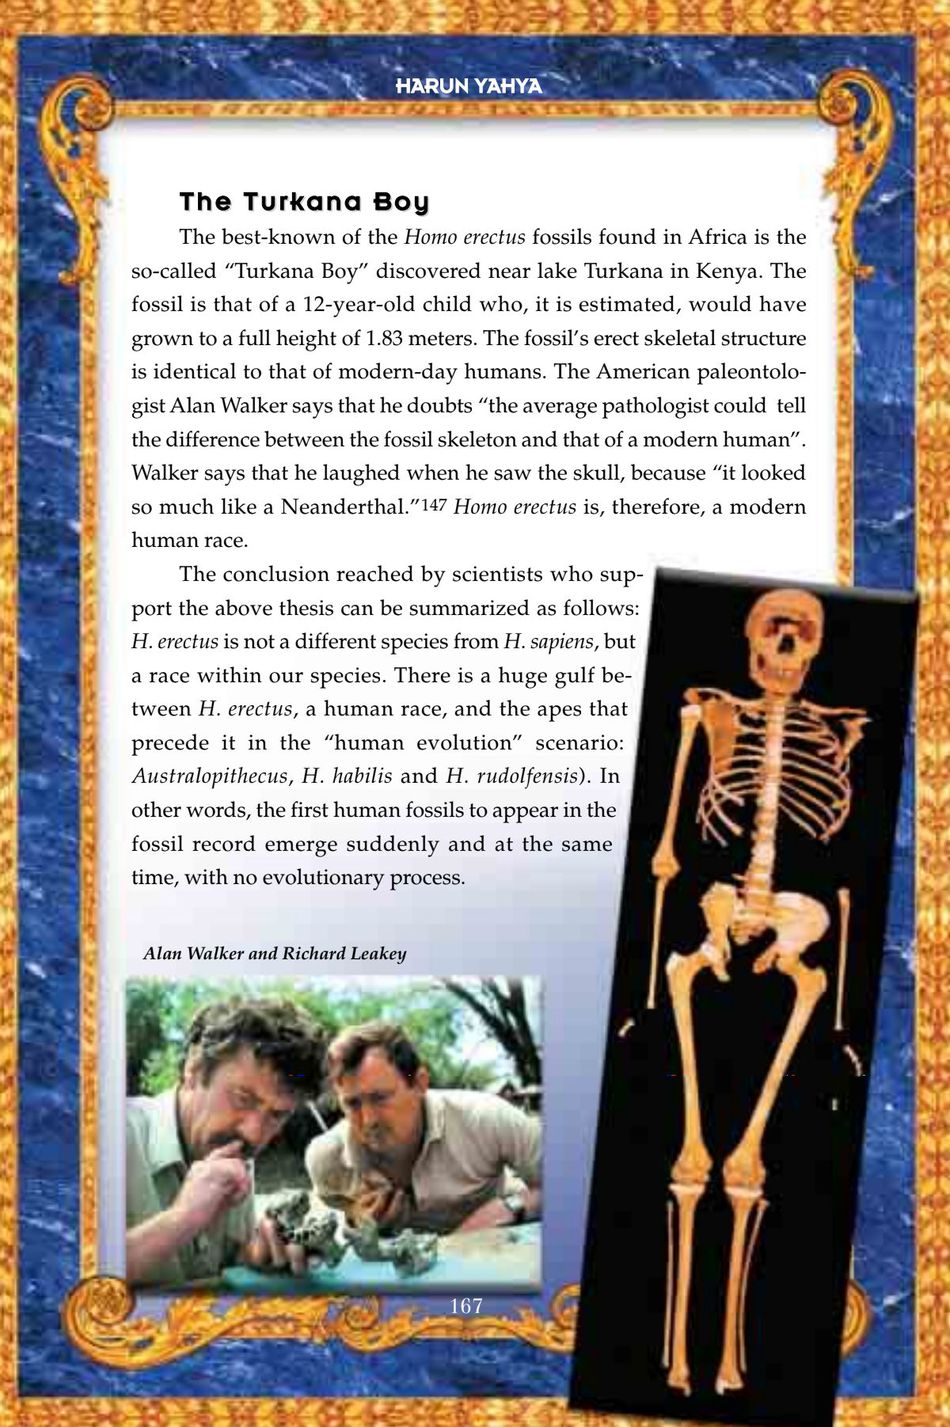 HARUN YAHYA
The Turkana Boy
The best-known of the Homo erectus fossils found in Africa is the
so-called “Turkana Boy” discovered near lake Turkana in Kenya. The
fossil is that of a 12-year-old child who, it is estimated, would have
grown to a full height of 1.83 meters. The fossil’s erect skeletal structure
is identical to that of modern-day humans. The American paleontolo-
gist Alan Walker says that he doubts “the average pathologist could tell
the difference between the fossil skeleton and that of a modern human”.
Walker says that he laughed when he saw the skull, because “it looked
so much like a Neanderthal.”147 Homo erectus is, therefore, a modern
human race.
The conclusion reached by scientists who sup-
port the above thesis can be summarized as follows:
H. erectus is not a different species from H. sapiens, but
a race within our species. There is a huge gulf be-
tween H. erectus, a human race, and the apes that
precede it in the “human evolution” scenario:
Australopithecus, H. habilis and H. rudolfensis). In
other words, the first human fossils to appear in the
fossil record emerge suddenly and at the same
time, with no evolutionary process.
Alan Walker and Richard Leakey
167